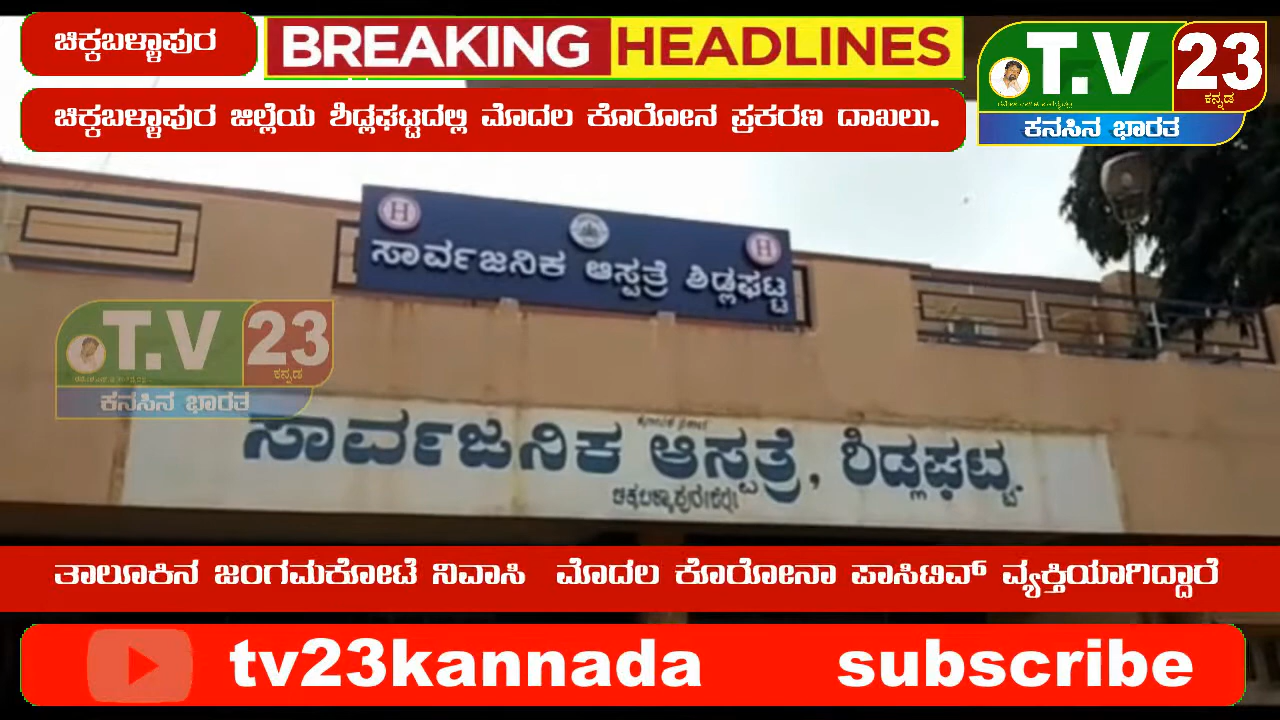 ಚಿಕ್ಕಬಳ್ಳಾಪುರ
BREAKING HEADLINES
T.V 23
ಕನ್ನಡ
ಕನಸಿನ ಭಾರತ
ಚಿಕ್ಕಬಳ್ಳಾಪುರ ಜಿಲ್ಲೆಯ ಶಿಡ್ಲಘಟ್ಟದಲ್ಲಿ ಮೊದಲ ಕೊರೋನ ಪ್ರಕರಣ ದಾಖಲು.
H H
ಸಾರ್ವಜನಿಕ ಆಸ್ಪತ್ರೆ ಶಿಡ್ಲಘಟ್ಟ
T.V 23
ಕನ್ನಡ
ಕನಸಿನ ಭಾರತ
ಸಾರ್ವಜನಿಕ ಆಸ್ಪತ್ರೆ, ಶಿಡ್ಲಘಟ್ಟ.
ತಾಲೂಕಿನ ಜಂಗಮಕೋಟೆ ನಿವಾಸಿ ಮೊದಲ ಕೊರೋನಾ ಪಾಸಿಟಿವ್ ವ್ಯಕ್ತಿಯಾಗಿದ್ದಾರೆ
tv23kannada subscribe